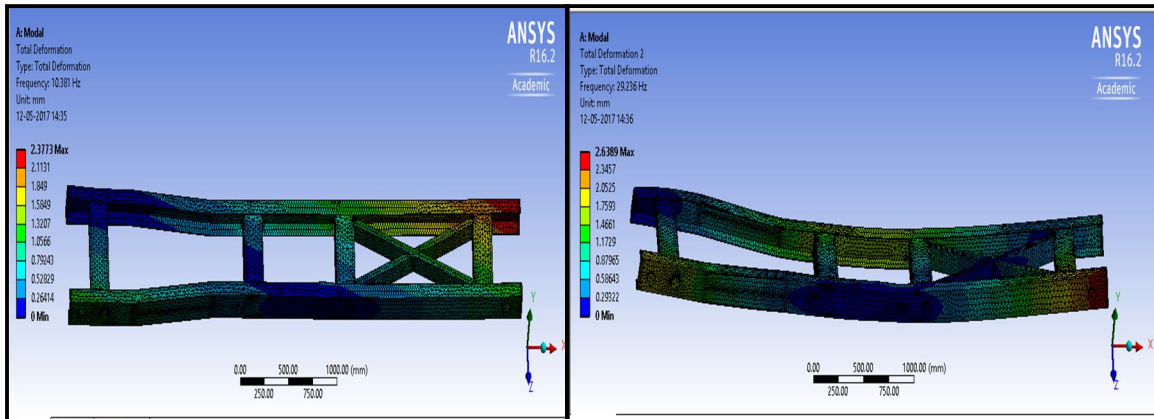 A: Modal
Total Deformation
Type: Total Deformation
Frequency: 10.381 Hz
Unit: mm
12-05-2017 14:35
ANSYS
R16.2
Academic
2.3773 Max
2.1131
1.849
1.5849
1.3207
1.0566
0.79243
0.52829
0.26414
0 Min
Y
X
Z
0.00 500.00 1000.00 (mm)
250.00 750.00
A: Modal
Total Deformation 2
Type: Total Deformation
Frequency: 29.236 Hz
Unit: mm
12-05-2017 14:36
ANSYS
R16.2
Academic
2.6389 Max
2.3457
2.0525
1.7593
1.4661
1.1729
0.87965
0.58643
0.29322
0 Min
Y
X
Z
0.00 500.00 1000.00 (mm)
250.00 750.00